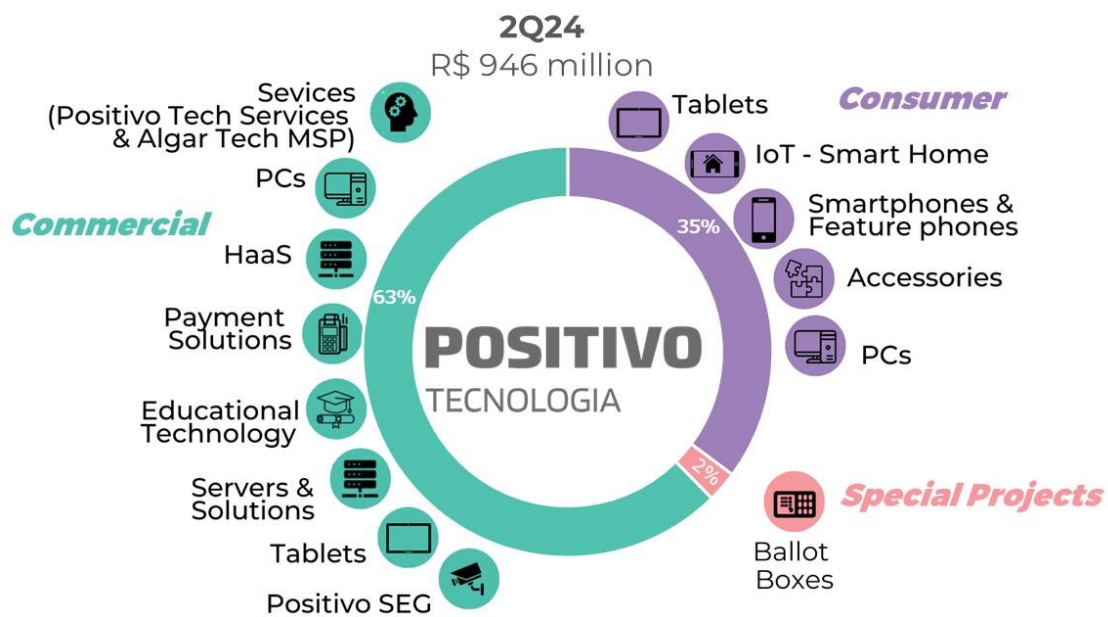 2Q24
R$ 946 million
Sevices
(Positivo Tech Services
& Algar Tech MSP)
PCs
Commercial
HaaS
63%
Payment
Solutions
Educational
Technology
Servers &
Solutions
Tablets
Positivo SEG
POSITIVO
TECNOLOGIA
Consumer
Tablets
IoT - Smart Home
35%
Smartphones &
Feature phones
Accessories
PCs
2%
Special Projects
Ballot
Boxes